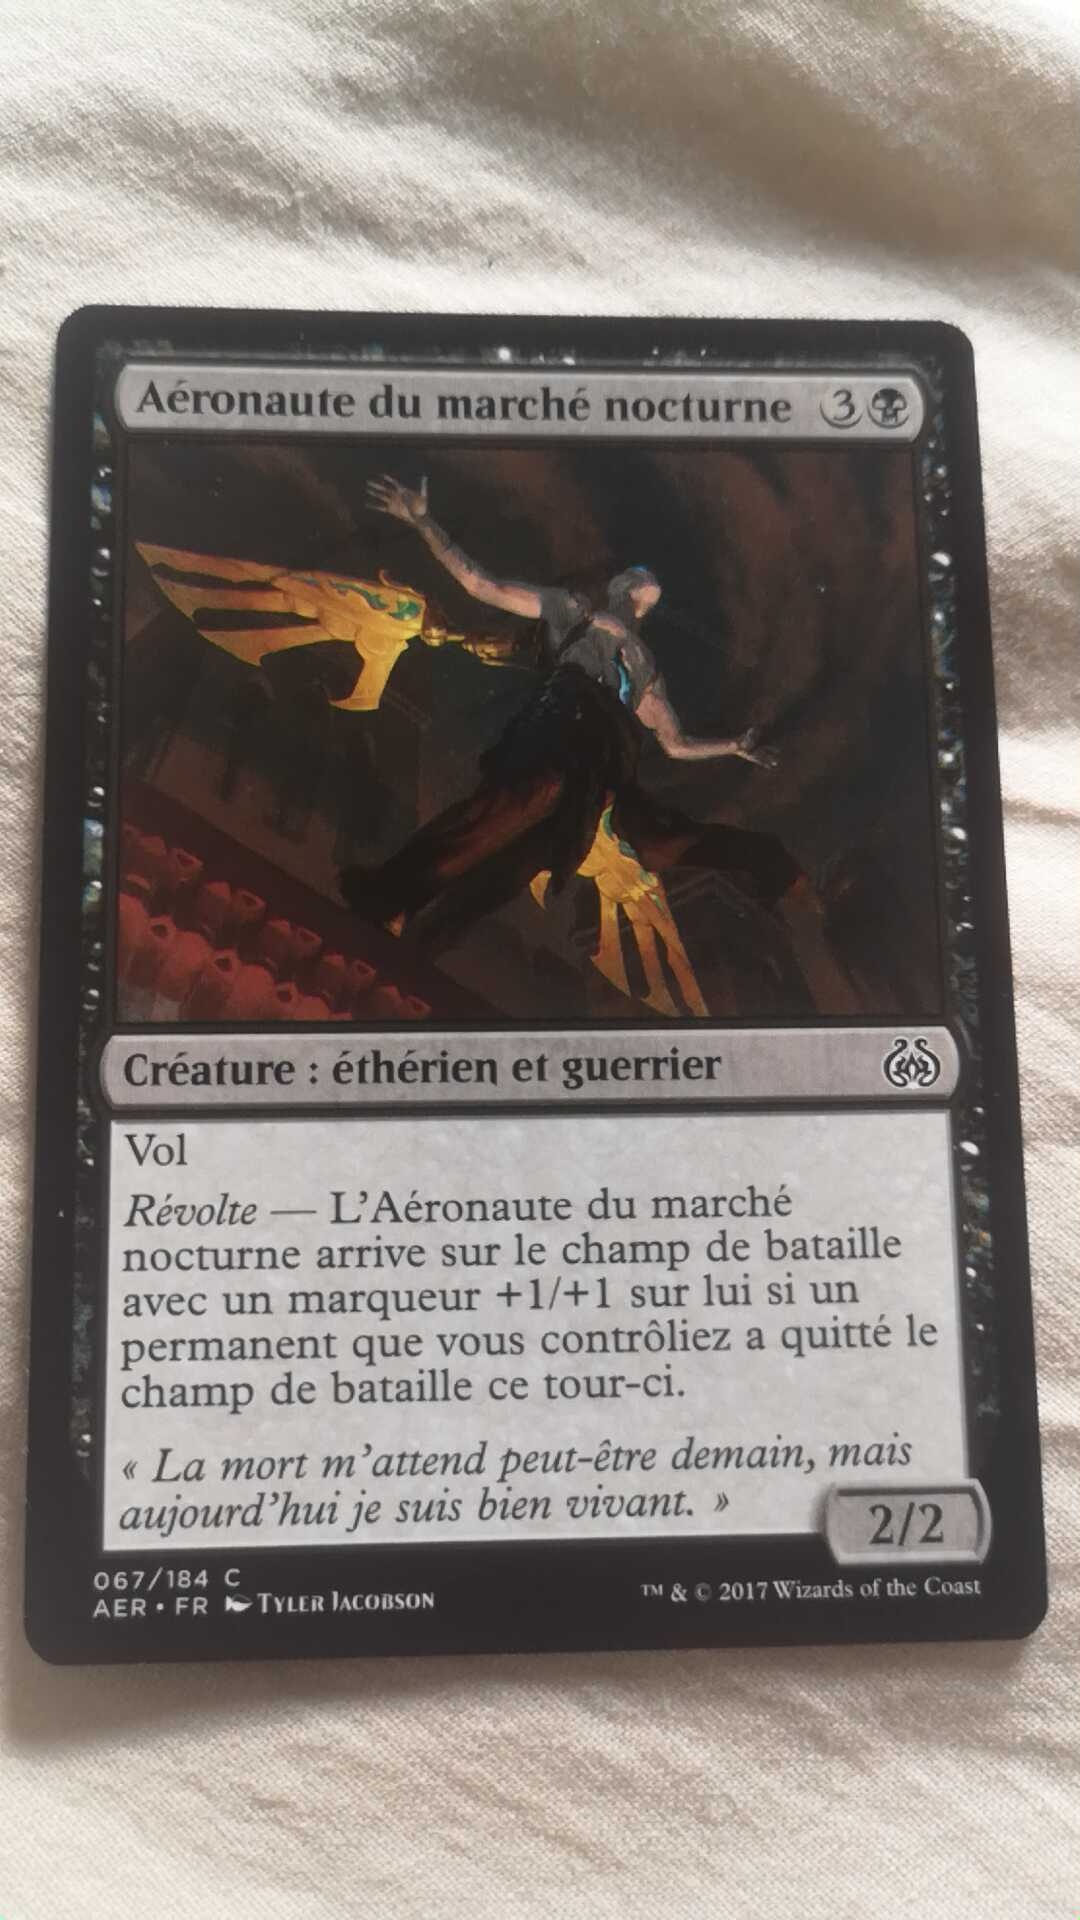 Aéronaute du marché nocturne 3
Créature : éthérien et guerrier
Vol
Révolte — L'Aéronaute du marché
nocturne arrive sur le champ de bataille
avec un marqueur +1/+1 sur lui si un
permanent que vous contrôliez a quitté le
champ de bataille ce tour-ci.
« La mort m'attend peut-être demain, mais
aujourd'hui je suis bien vivant. »
2/2
067/184 C
AER • FR TYLER JACOBSON
™ & © 2017 Wizards of the Coast